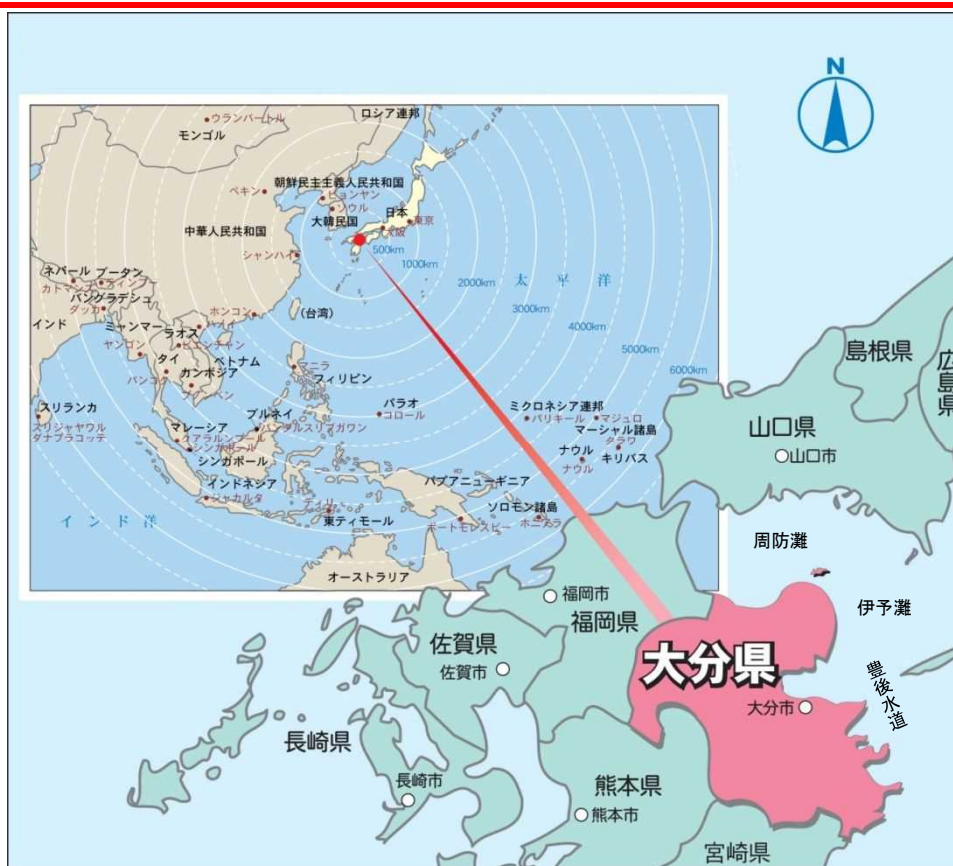 N
ロシア連邦
ウランバートル
モンゴル
朝鮮民主主義人民共和国
ペキン
ピョンヤン
ソウル
大韓民国
日本
東京
大阪
中華人民共和国
シャンハイ
500km
1000km
2000km
3000km
4000km
5000km
6000km
太平洋
ネパール
ブータン
カトマンズ
ティンプー
バングラデシュ
ダッカ
インド
ミャンマー
ヤンゴン
ラオス
ハノイ
ビエンチャン
ホンコン
(台湾)
タイ
バンコク
ベトナム
カンボジア
プノンペン
マニラ
フィリピン
スリランカ
スリジャヤワル
ダナプラコッテ
ブルネイ
バンダルスリブガワン
マレーシア
クアラルンプール
シンガポール
シンガポール
パラオ
コロール
ミクロネシア連邦
パリキール
マジュロ
マーシャル諸島
タラワ
ナウル
キリバス
ナウル
インドネシア
ジャカルタ
パプアニューギニア
ディリ
東ティモール
ポートモレスビー
ソロモン諸島
ホニアラ
インド洋
オーストラリア
島根県
広島県
山口県
山口市
周防灘
伊予灘
福岡市
福岡県
佐賀県
佐賀市
大分県
大分市
豊後水道
長崎県
長崎市
熊本県
熊本市
宮崎県